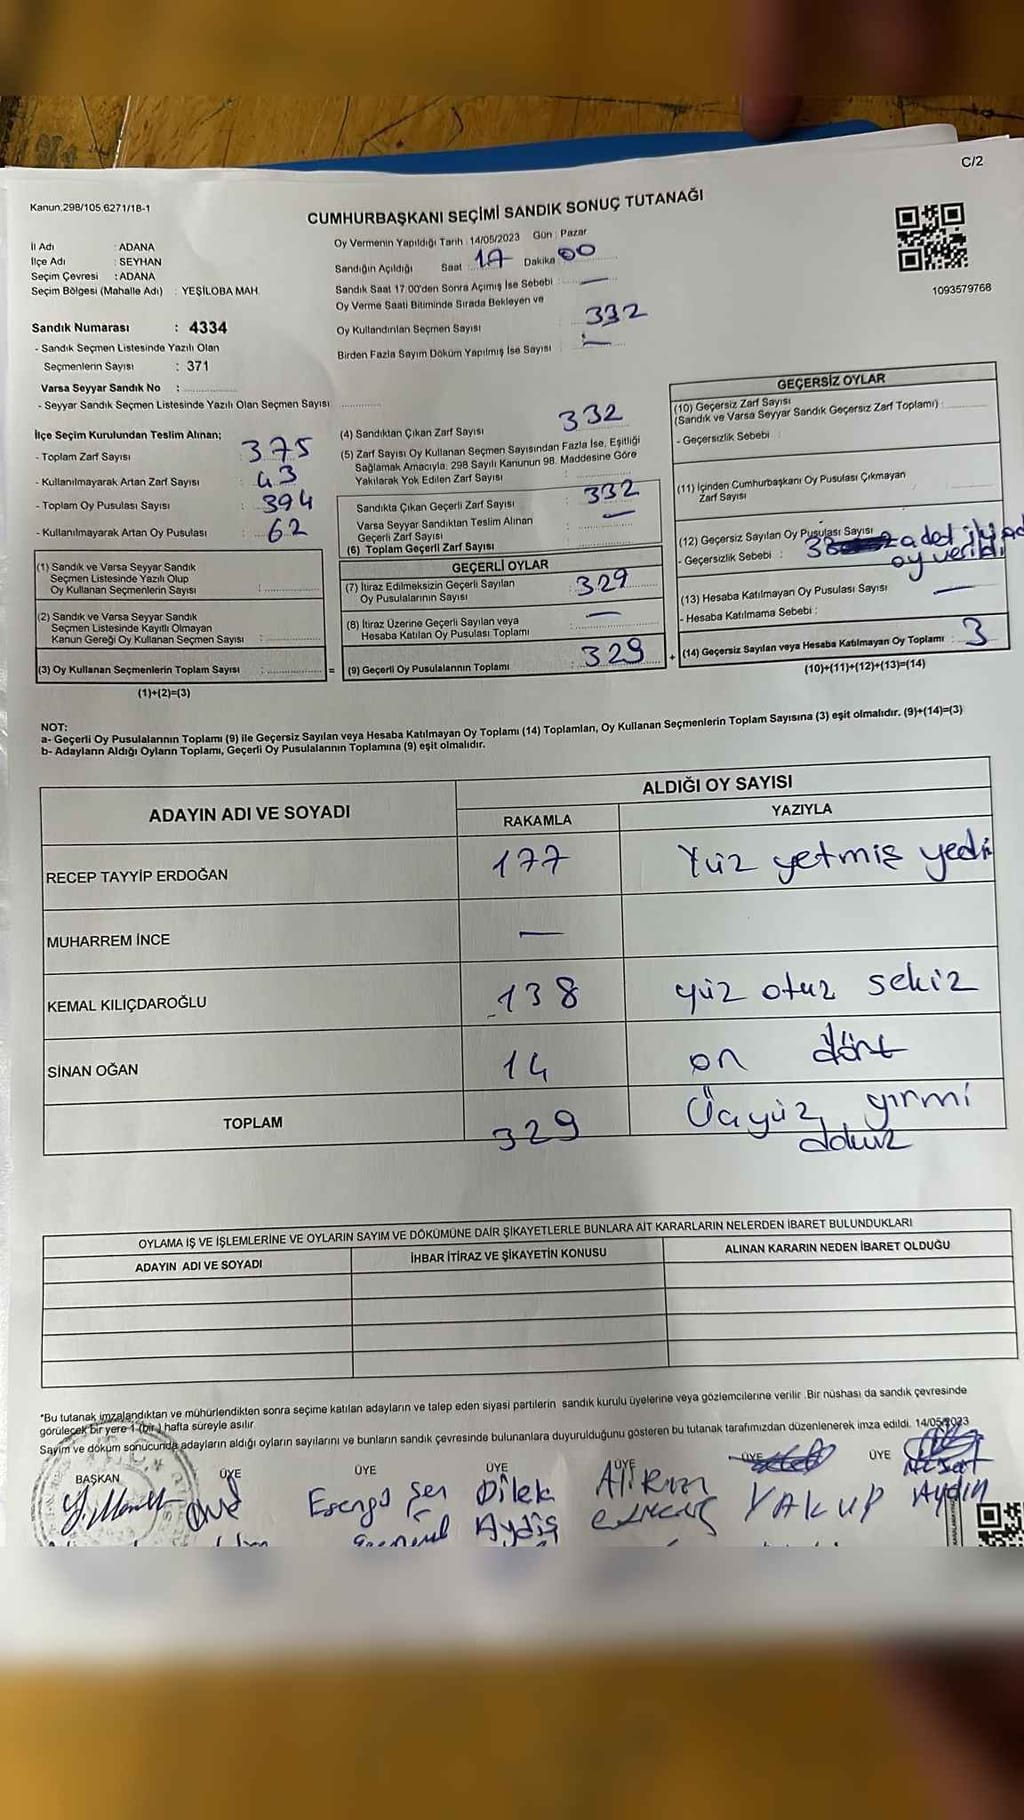 C/2
Kanun:298/105.6271/18-1
CUMHURBAŞKANI SEÇİMİ SANDIK SONUÇ TUTANAĞI
İl Adı : ADANA
İlçe Adı : SEYHAN
Seçim Çevresi : ADANA
Seçim Bölgesi (Mahalle Adı) : YEŞİLOBA MAH.
Oy Vermenin Yapıldığı Tarih : 14/05/2023 Gün : Pazar
Sandığın Açıldığı Saat 17 Dakika 00
Sandık Saat 17.00'den Sonra Açımış İse Sebebi : —
Oy Verme Saati Bitiminde Sırada Bekleyen ve
Oy Kullandırılan Seçmen Sayısı 332
Birden Fazla Sayım Döküm Yapılmış İse Sayısı : —
1093579768
Sandık Numarası : 4334
- Sandık Seçmen Listesinde Yazılı Olan
Seçmenlerin Sayısı : 371
Varsa Seyyar Sandık No :
- Seyyar Sandık Seçmen Listesinde Yazılı Olan Seçmen Sayısı
İlçe Seçim Kurulundan Teslim Alınan;
- Toplam Zarf Sayısı : 375
- Kullanılmayarak Artan Zarf Sayısı : 43
- Toplam Oy Pusulası Sayısı : 394
- Kullanılmayarak Artan Oy Pusulası : 62
(1) Sandık ve Varsa Seyyar Sandık
Seçmen Listesinde Yazılı Olup
Oy Kullanan Seçmenlerin Sayısı :
(2) Sandık ve Varsa Seyyar Sandık
Seçmen Listesinde Kayıtlı Olmayan
Kanun Gereği Oy Kullanan Seçmen Sayısı :
(3) Oy Kullanan Seçmenlerin Toplam Sayısı : =
(1)+(2)=(3)
(4) Sandıktan Çıkan Zarf Sayısı 332
(5) Zarf Sayısı Oy Kullanan Seçmen Sayısından Fazla İse, Eşitliği
Sağlamak Amacıyla, 298 Sayılı Kanunun 98. Maddesine Göre
Yakılarak Yok Edilen Zarf Sayısı :
Sandıkta Çıkan Geçerli Zarf Sayısı : 332
Varsa Seyyar Sandıktan Teslim Alınan
Geçerli Zarf Sayısı : —
(6) Toplam Geçerli Zarf Sayısı
GEÇERLİ OYLAR
(7) İtiraz Edilmeksizin Geçerli Sayılan
Oy Pusulalarının Sayısı : 329
(8) İtiraz Üzerine Geçerli Sayılan veya
Hesaba Katılan Oy Pusulası Toplamı : —
(9) Geçerli Oy Pusulalarının Toplamı : 329 +
GEÇERSİZ OYLAR
(10) Geçersiz Zarf Sayısı
(Sandık ve Varsa Seyyar Sandık Geçersiz Zarf Toplamı) :
- Geçersizlik Sebebi :
(11) İçinden Cumhurbaşkanı Oy Pusulası Çıkmayan
Zarf Sayısı :
(12) Geçersiz Sayılan Oy Pusulası Sayısı
- Geçersizlik Sebebi : adet
oy verildi
(13) Hesaba Katılmayan Oy Pusulası Sayısı —
- Hesaba Katılmama Sebebi :
(14) Geçersiz Sayılan veya Hesaba Katılmayan Oy Toplamı : 3
(10)+(11)+(12)+(13)=(14)
NOT:
a- Geçerli Oy Pusulalarının Toplamı (9) ile Geçersiz Sayılan veya Hesaba Katılmayan Oy Toplamı (14) Toplamları, Oy Kullanan Seçmenlerin Toplam Sayısına (3) eşit olmalıdır. (9)+(14)=(3)
b- Adayların Aldığı Oyların Toplamı, Geçerli Oy Pusulalarının Toplamına (9) eşit olmalıdır.
ADAYIN ADI VE SOYADI ALDIĞI OY SAYISI
RAKAMLA YAZIYLA
RECEP TAYYİP ERDOĞAN 177 Yüz yetmiş yedi
MUHARREM İNCE —
KEMAL KILIÇDAROĞLU 138 yüz otuz sekiz
SİNAN OĞAN 14 on dört
TOPLAM 329 Üçyüz yirmi
dokuz
OYLAMA İŞ VE İŞLEMLERİNE VE OYLARIN SAYIM VE DÖKÜMÜNE DAİR ŞİKAYETLERLE BUNLARA AİT KARARLARIN NELERDEN İBARET BULUNDUKLARI
ADAYIN ADI VE SOYADI İHBAR İTİRAZ VE ŞİKAYETİN KONUSU ALINAN KARARIN NEDEN İBARET OLDUĞU
*Bu tutanak imzalandıktan ve mühürlendikten sonra seçime katılan adayların ve talep eden siyasi partilerin sandık kurulu üyelerine veya gözlemcilerine verilir .Bir nüshası da sandık çevresinde
görülecek bir yere 1 (bir) hafta süreyle asılır.
Sayım ve döküm sonucunda adayların aldığı oyların sayılarını ve bunların sandık çevresinde bulunanlara duyurulduğunu gösteren bu tutanak tarafımızdan düzenlenerek imza edildi. 14/05/2023
BAŞKAN ÜYE ÜYE ÜYE ÜYE ÜYE ÜYE
Esengül Şen Dilek Ali Rıza YAKUP
Aydış Aydın